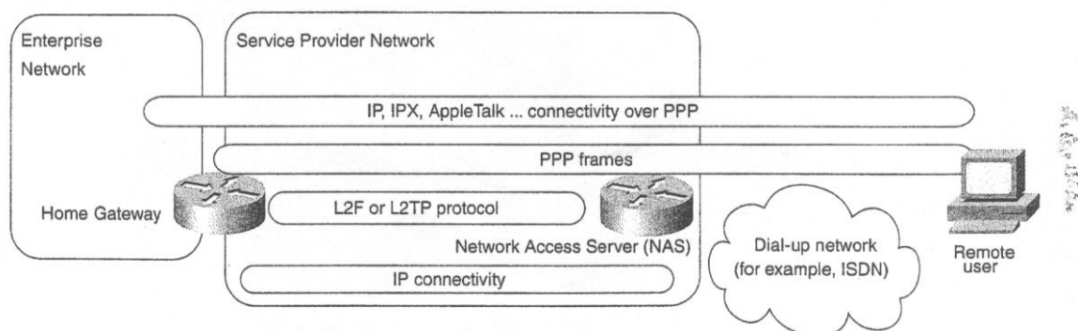 Enterprise
Network
Service Provider Network
IP, IPX, AppleTalk ... connectivity over PPP
PPP frames
Home Gateway
L2F or L2TP protocol
Network Access Server (NAS)
IP connectivity
Dial-up network
(for example, ISDN)
Remote
user